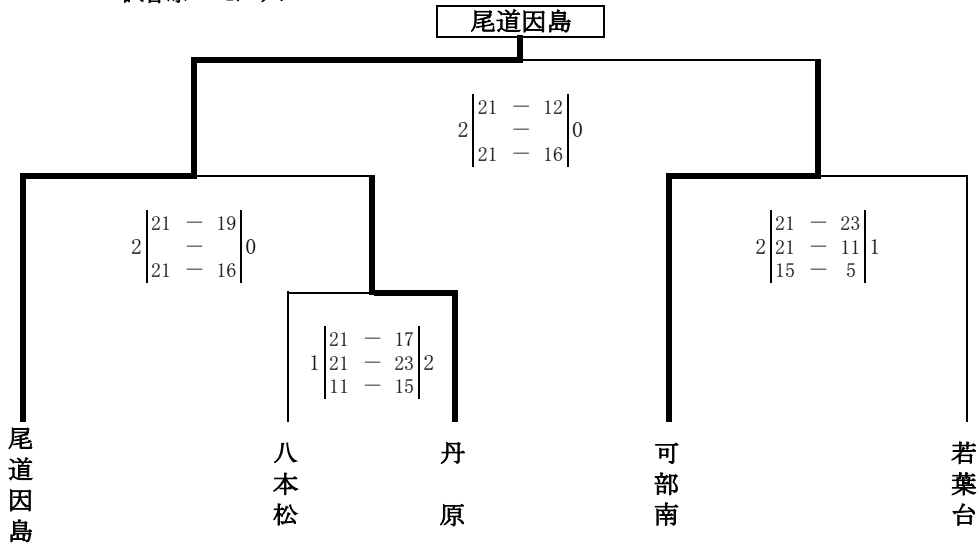 尾道因島
21 － 12
2 － 0
21 － 16
21 － 19
2 － 0
21 － 16
21 － 23
2 21 － 11 1
15 － 5
21 － 17
1 21 － 23 2
11 － 15
尾道因島
八本松
丹原
可部南
若葉台